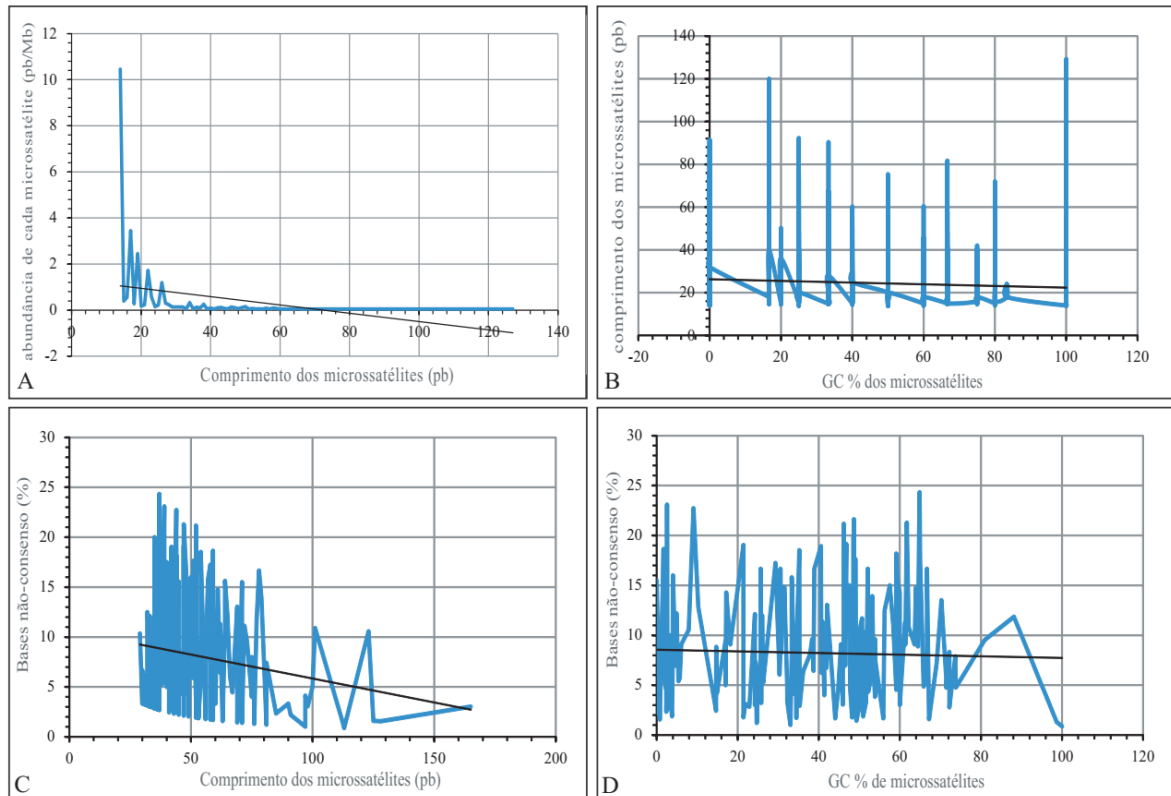 abundância de cada microssatélite (pb/Mb)
12
10
8
6
4
2
0
-2
0 20 40 60 80 100 120 140
Comprimento dos microssatélites (pb)
A
comprimento dos microssatélites (pb)
140
120
100
80
60
40
20
0
-20 0 20 40 60 80 100 120
GC % dos microssatélites
B
Bases não-consenso (%)
30
25
20
15
10
5
0
0 50 100 150 200
Comprimento dos microssatélites (pb)
C
Bases não-consenso (%)
30
25
20
15
10
5
0
0 20 40 60 80 100 120
GC % de microssatélites
D